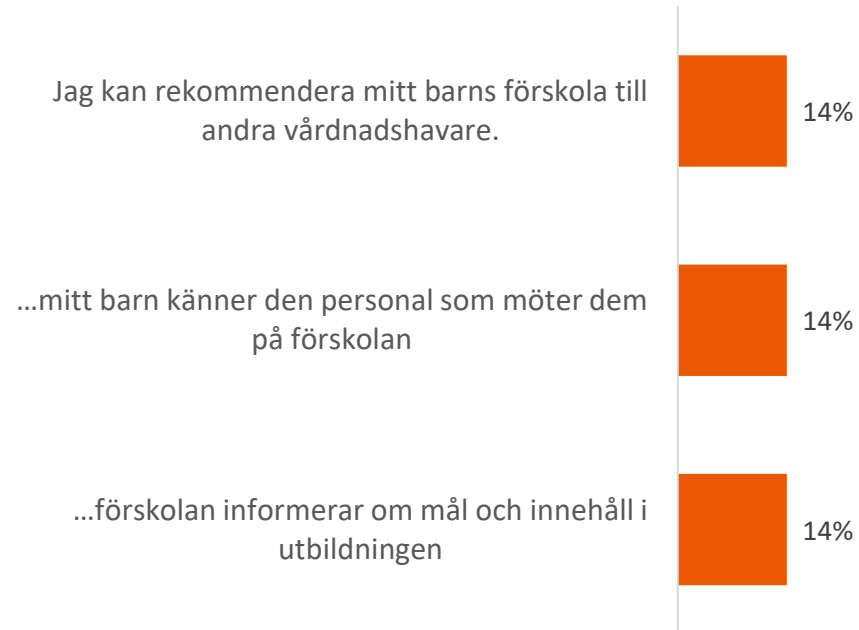 Jag kan rekommendera mitt barns förskola till
andra vårdnadshavare.
14%
…mitt barn känner den personal som möter dem
på förskolan
14%
…förskolan informerar om mål och innehåll i
utbildningen
14%